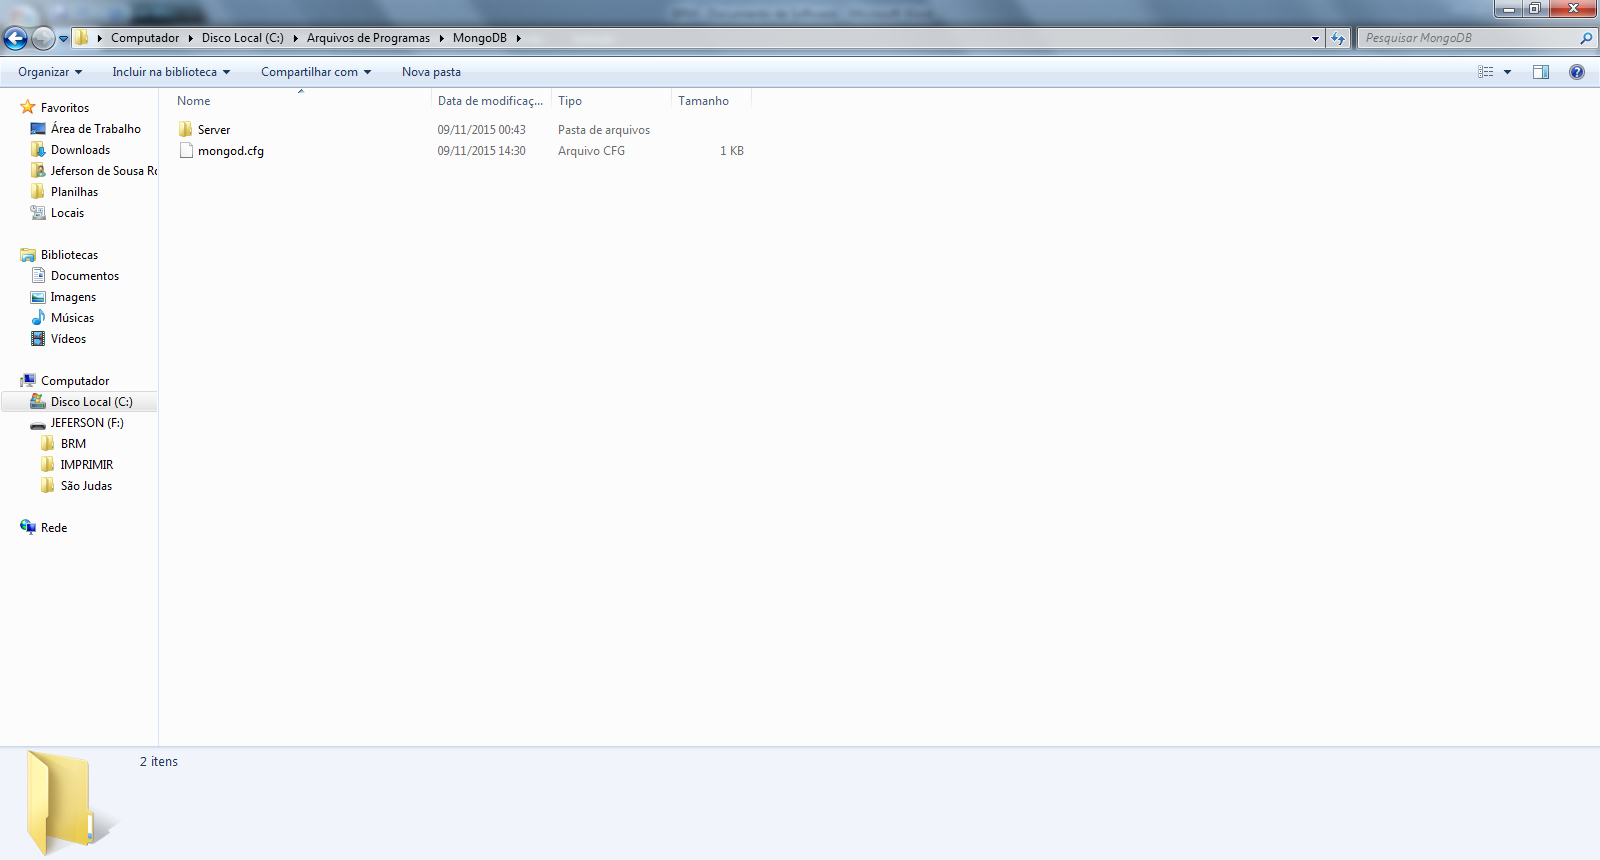 Computador Disco Local (C:) Arquivos de Programas MongoDB
Pesquisar MongoDB
Organizar Incluir na biblioteca Compartilhar com Nova pasta
Nome Data de modificaç... Tipo Tamanho
Server 09/11/2015 00:43 Pasta de arquivos
mongod.cfg 09/11/2015 14:30 Arquivo CFG 1 KB
Favoritos
Área de Trabalho
Downloads
Jeferson de Sousa Ro
Planilhas
Locais
Bibliotecas
Documentos
Imagens
Músicas
Vídeos
Computador
Disco Local (C:)
JEFERSON (F:)
BRM
IMPRIMIR
São Judas
Rede
2 itens